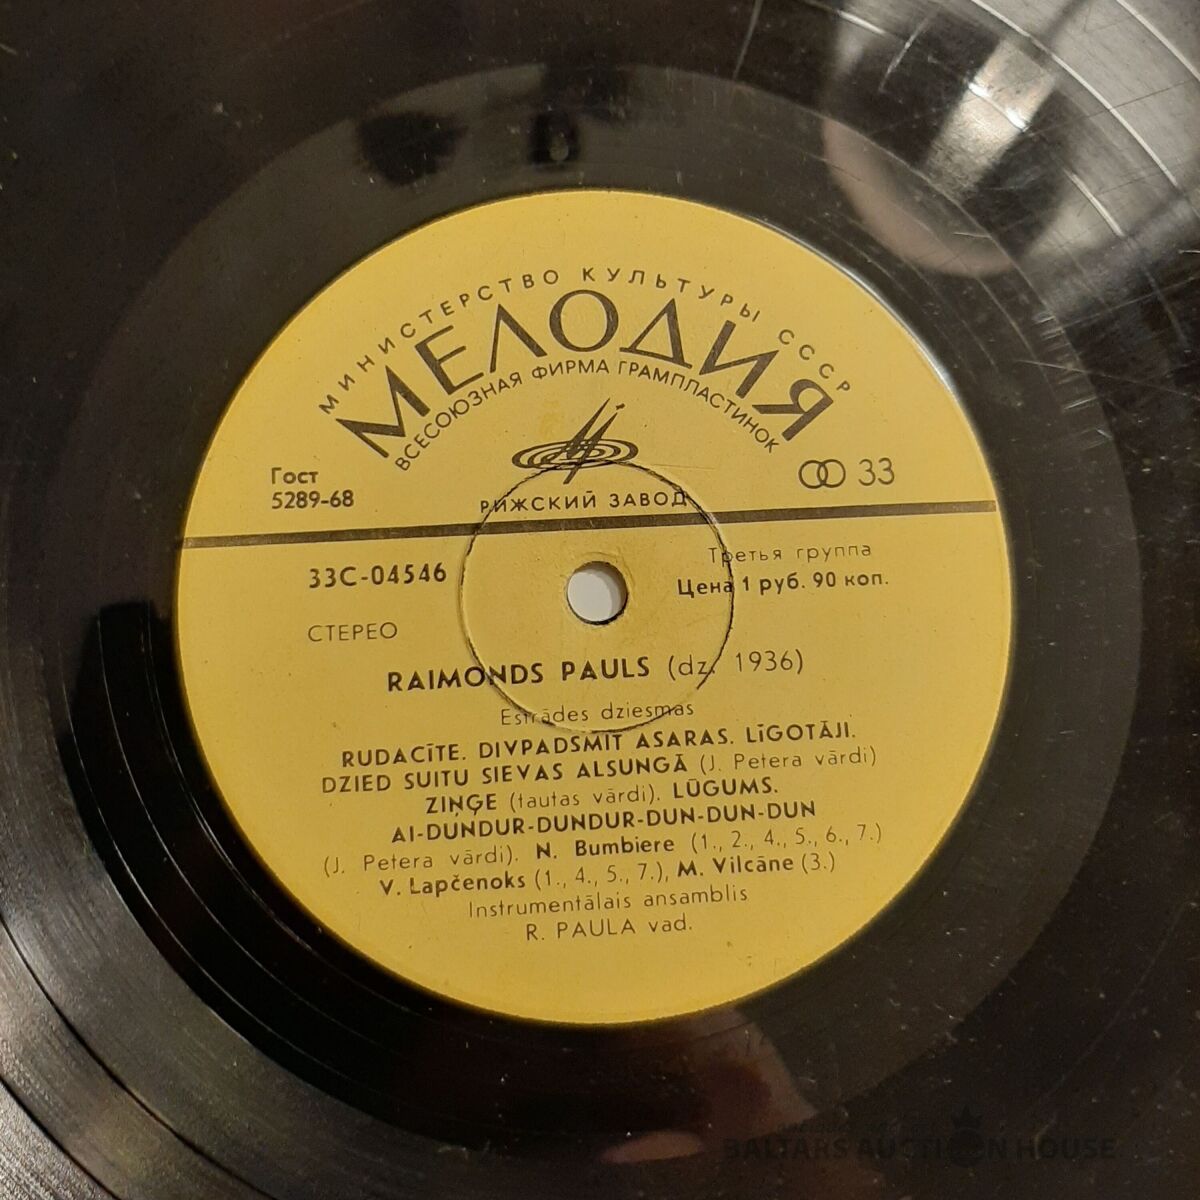 МИНИСТЕРСТВО КУЛЬТУРЫ СССР
МЕЛОДИЯ
ВСЕСОЮЗНАЯ ФИРМА ГРАМПЛАСТИНОК
Гост
5289-68
РИЖСКИЙ ЗАВОД
33
33С-04546
Третья группа
Цена 1 руб. 90 коп.
СТЕРЕО
RAIMONDS PAULS (dz. 1936)
Estrādes dziesmas
RUDACĪTE. DIVPADSMIT ASARAS. LĪGOTĀJI.
DZIED SUITU SIEVAS ALSUNGĀ (J. Petera vārdi)
ZIŅĢE (tautas vārdi). LŪGUMS.
AI-DUNDUR-DUNDUR-DUN-DUN-DUN
(J. Petera vārdi). N. Bumbiere (1., 2., 4., 5., 6., 7.)
V. Lapčenoks (1., 4., 5., 7.), M. Vilcāne (3.)
Instrumentālais ansamblis
R. PAULA vad.
BALTARS AUCTION HOUSE